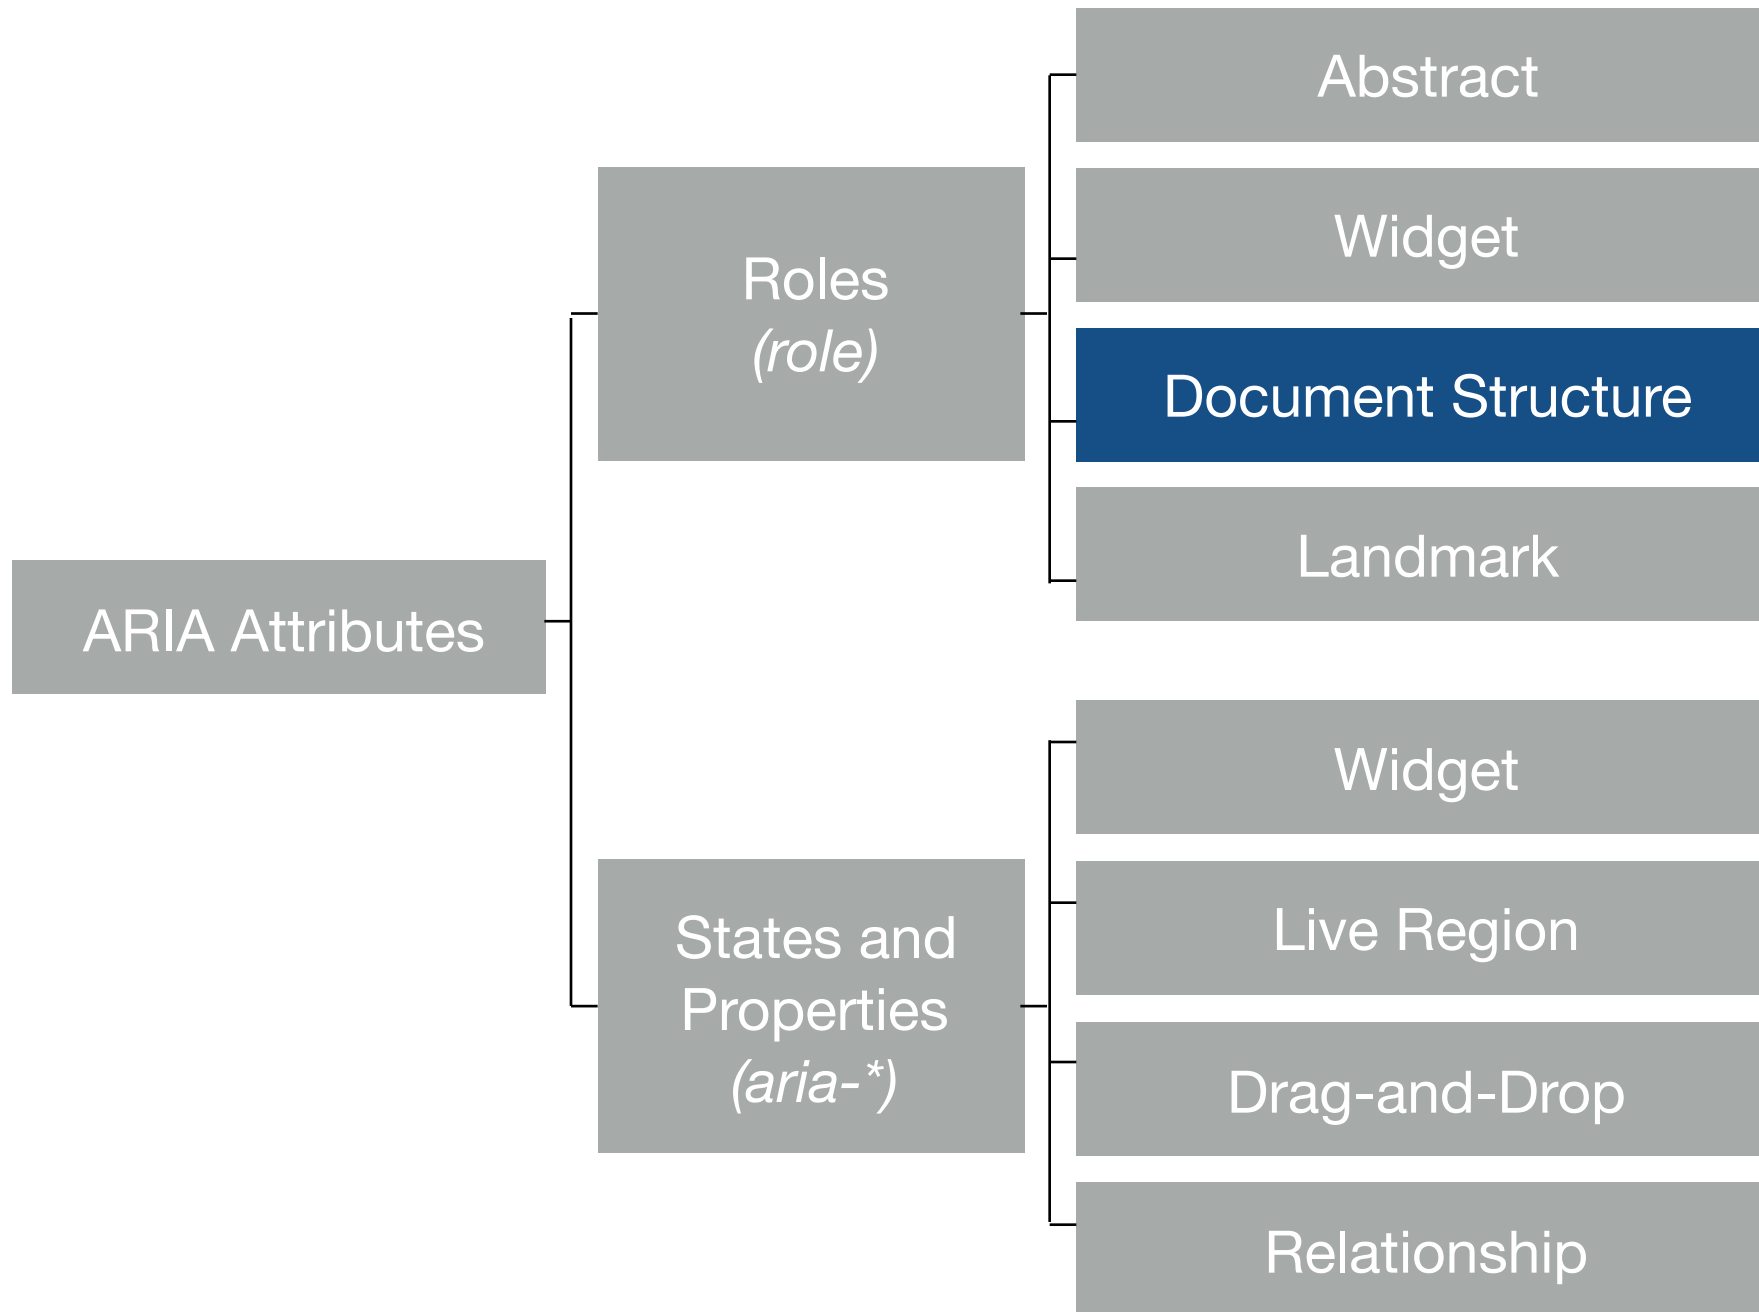 ARIA Attributes
Roles
(role)
Abstract
Widget
Document Structure
Landmark
States and
Properties
(aria-*)
Widget
Live Region
Drag-and-Drop
Relationship